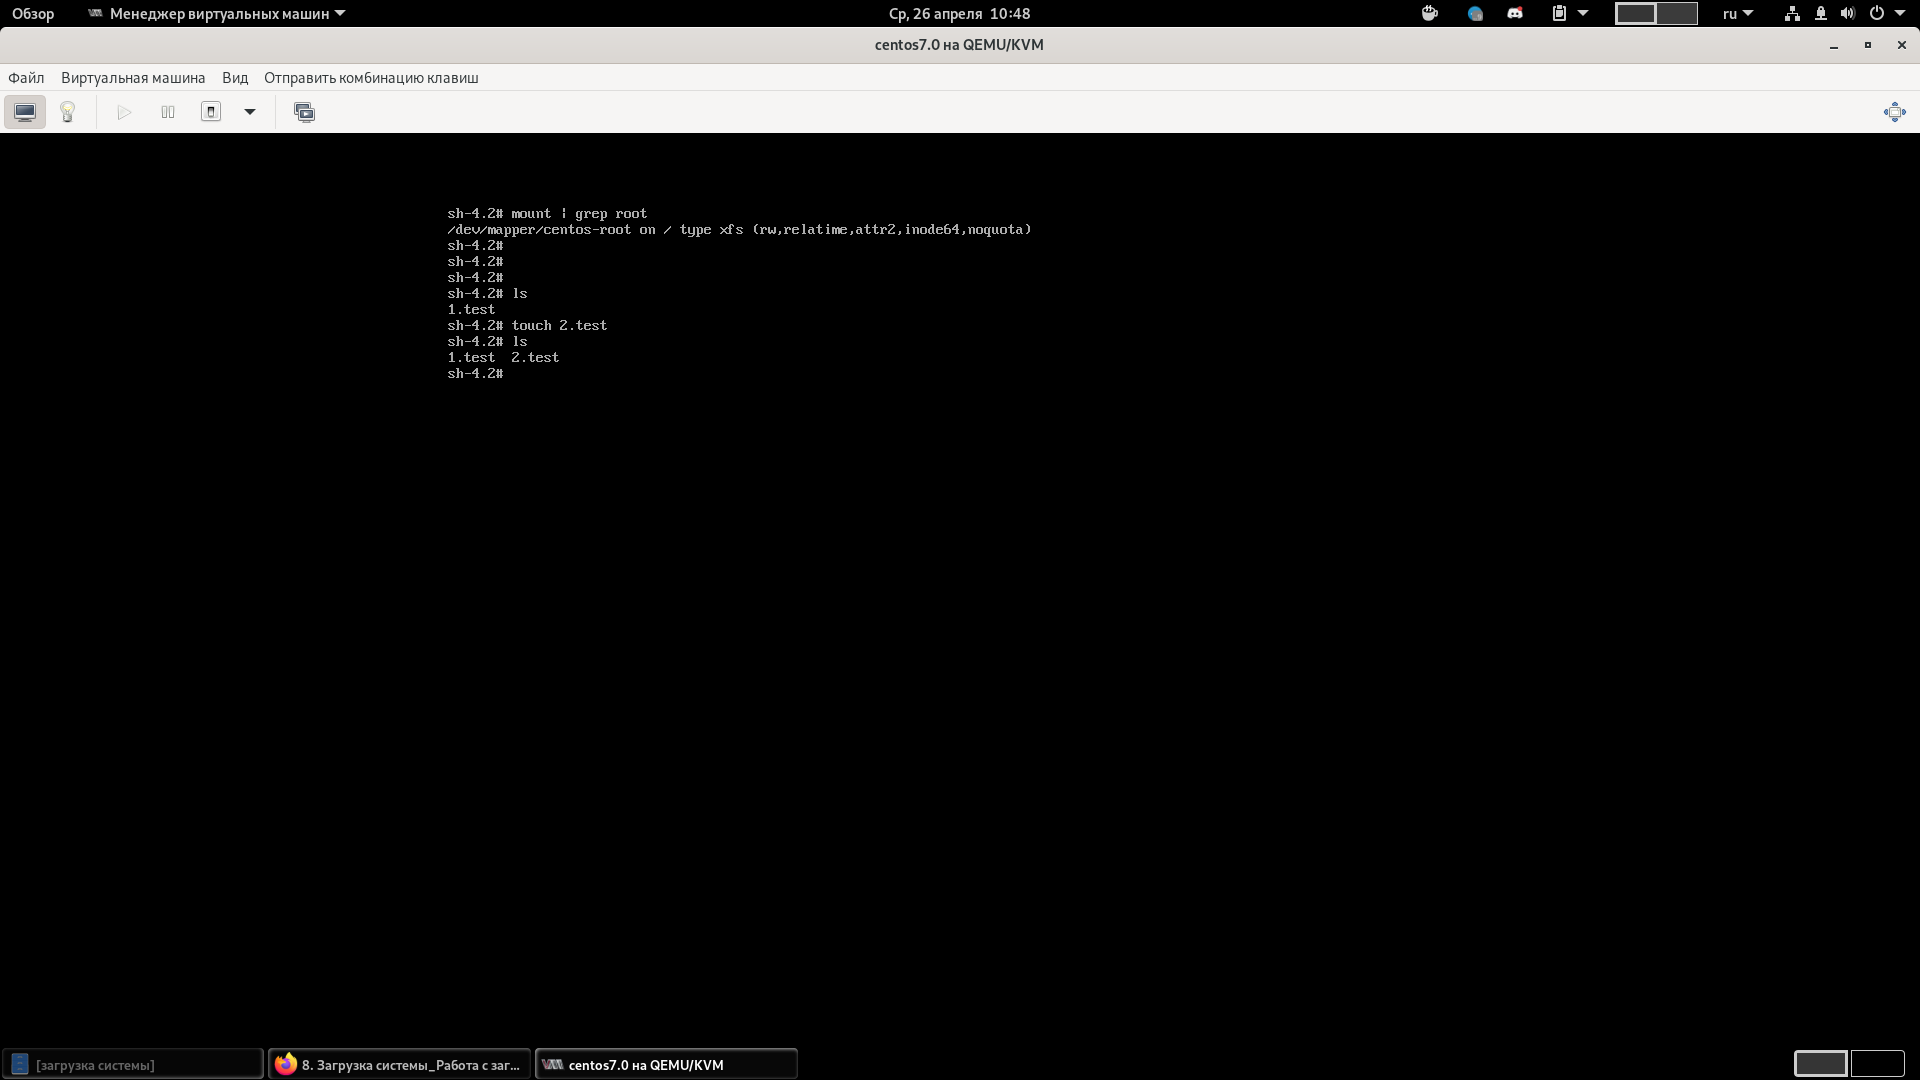 Обзор Менеджер виртуальных машин Ср, 26 апреля 10:48 ru
centos7.0 на QEMU/KVM
Файл Виртуальная машина Вид Отправить комбинацию клавиш
sh-4.2# mount | grep root
/dev/mapper/centos-root on / type xfs (rw,relatime,attr2,inode64,noquota)
sh-4.2#
sh-4.2#
sh-4.2#
sh-4.2# ls
1.test
sh-4.2# touch 2.test
sh-4.2# ls
1.test 2.test
sh-4.2#
[загрузка системы] 8. Загрузка системы_Работа с заг... centos7.0 на QEMU/KVM